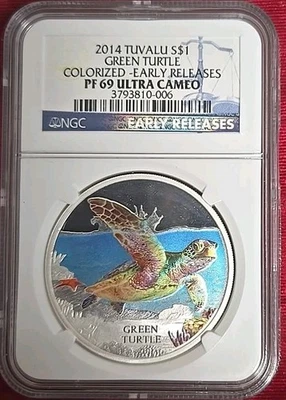 2014 TUVALU S$1
GREEN TURTLE
COLORIZED -EARLY RELEASES
PF 69 ULTRA CAMEO
3793810-006
NGC
EARLY RELEASES
GREEN
TURTLE